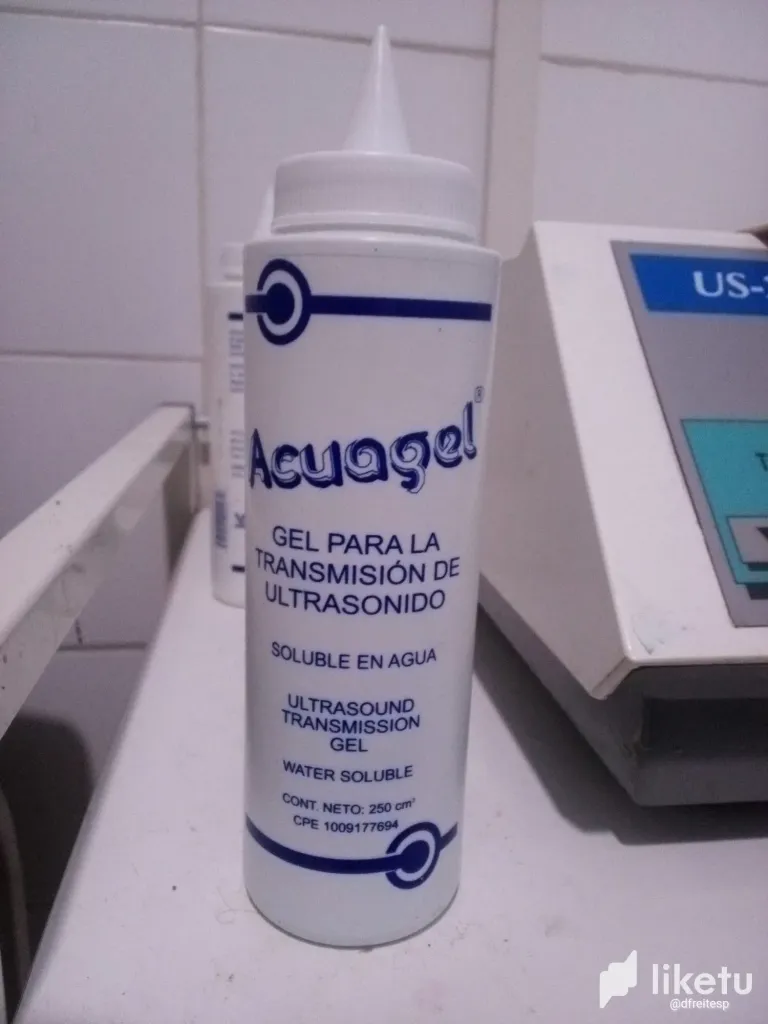 Acuagel®
GEL PARA LA
TRANSMISIÓN DE
ULTRASONIDO
SOLUBLE EN AGUA
ULTRASOUND
TRANSMISSION
GEL
WATER SOLUBLE
CONT. NETO: 250 cm³
CPE 1009177694
US-
liketu
@dfreitesp